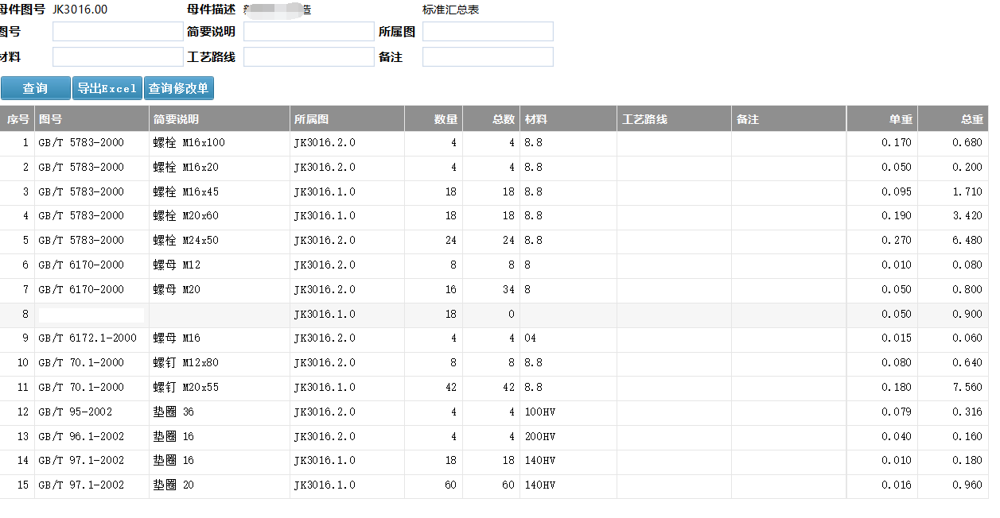 母件图号 JK3016.00 母件描述 造 标准汇总表
图号 简要说明 所属图
材料 工艺路线 备注
查询 导出Excel 查询修改单
序号 图号 简要说明 所属图 数量 总数 材料 工艺路线 备注 单重 总重
1 GB/T 5783-2000 螺栓 M16x100 JK3016.2.0 4 4 8.8 0.170 0.680
2 GB/T 5783-2000 螺栓 M16x20 JK3016.2.0 4 4 8.8 0.050 0.200
3 GB/T 5783-2000 螺栓 M16x45 JK3016.1.0 18 18 8.8 0.095 1.710
4 GB/T 5783-2000 螺栓 M20x60 JK3016.1.0 18 18 8.8 0.190 3.420
5 GB/T 5783-2000 螺栓 M24x50 JK3016.2.0 24 24 8.8 0.270 6.480
6 GB/T 6170-2000 螺母 M12 JK3016.2.0 8 8 8 0.010 0.080
7 GB/T 6170-2000 螺母 M20 JK3016.2.0 16 34 8 0.050 0.800
8 JK3016.1.0 18 0 0.050 0.900
9 GB/T 6172.1-2000 螺母 M16 JK3016.2.0 4 4 04 0.015 0.060
10 GB/T 70.1-2000 螺钉 M12x80 JK3016.2.0 8 8 8.8 0.080 0.640
11 GB/T 70.1-2000 螺钉 M20x55 JK3016.1.0 42 42 8.8 0.180 7.560
12 GB/T 95-2002 垫圈 36 JK3016.2.0 4 4 100HV 0.079 0.316
13 GB/T 96.1-2002 垫圈 16 JK3016.2.0 4 4 200HV 0.040 0.160
14 GB/T 97.1-2002 垫圈 16 JK3016.1.0 18 18 140HV 0.010 0.180
15 GB/T 97.1-2002 垫圈 20 JK3016.1.0 60 60 140HV 0.016 0.960